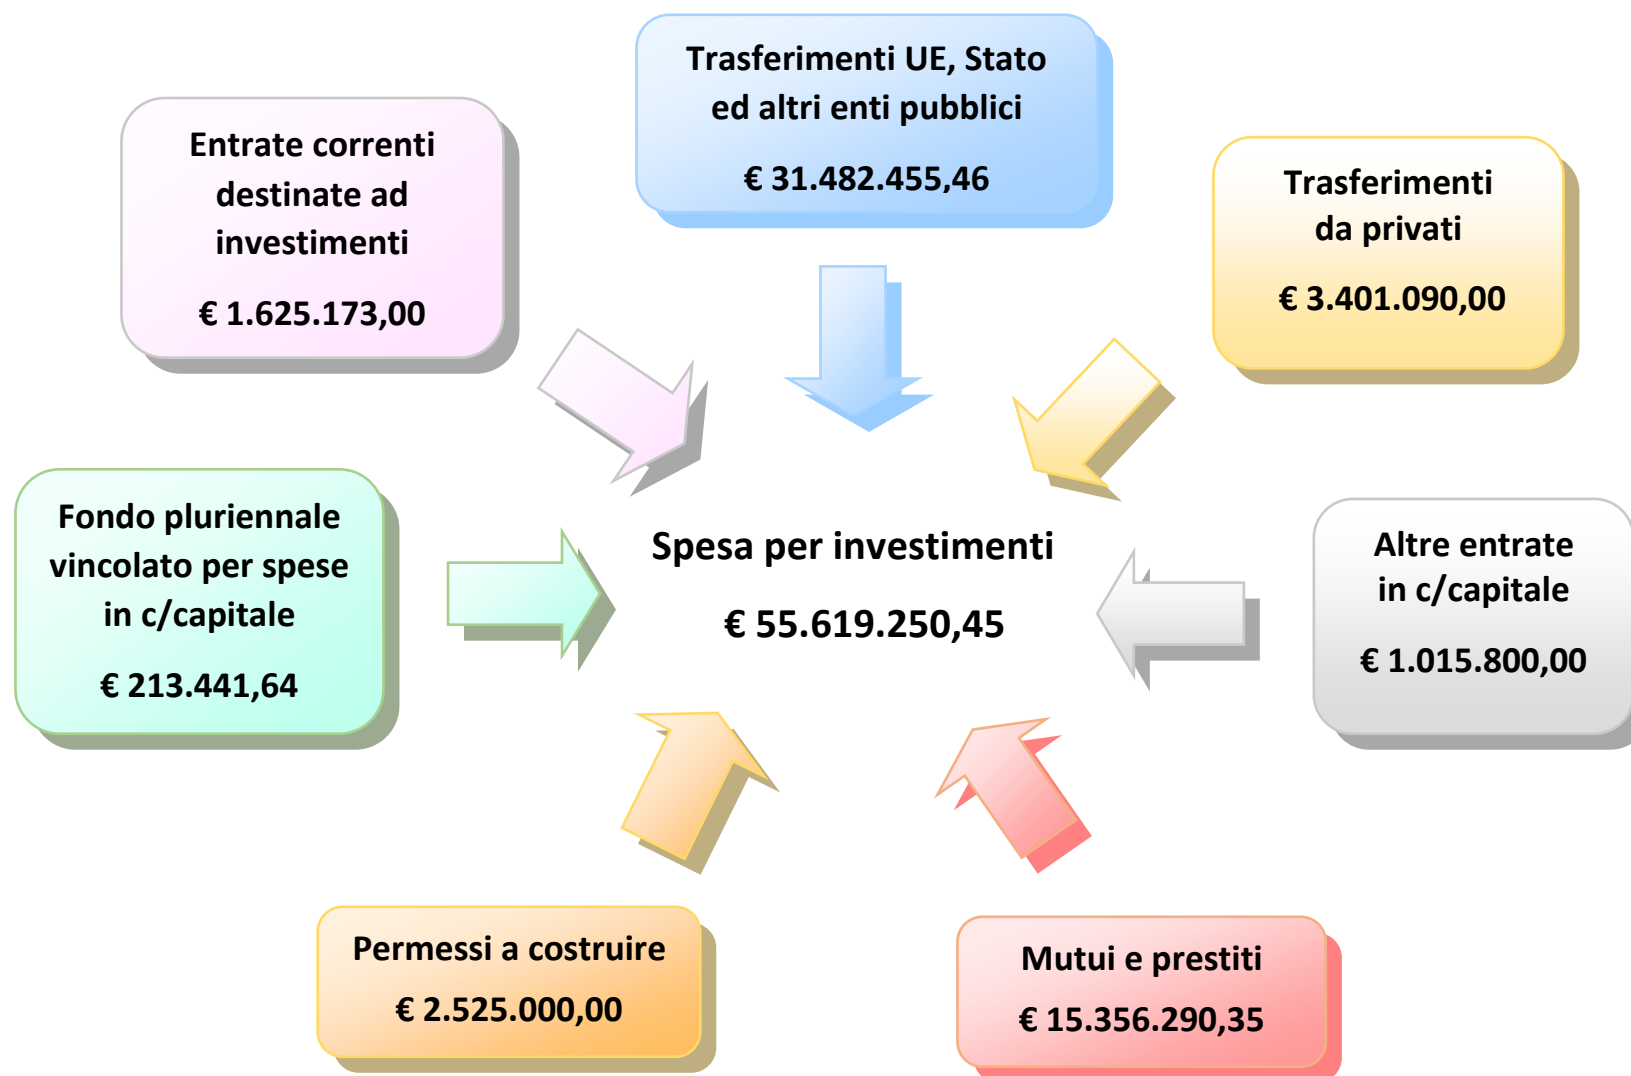 Trasferimenti UE, Stato
ed altri enti pubblici
€ 31.482.455,46
Entrate correnti
destinate ad
investimenti
€ 1.625.173,00
Trasferimenti
da privati
€ 3.401.090,00
Fondo pluriennale
vincolato per spese
in c/capitale
€ 213.441,64
Spesa per investimenti
€ 55.619.250,45
Altre entrate
in c/capitale
€ 1.015.800,00
Permessi a costruire
€ 2.525.000,00
Mutui e prestiti
€ 15.356.290,35